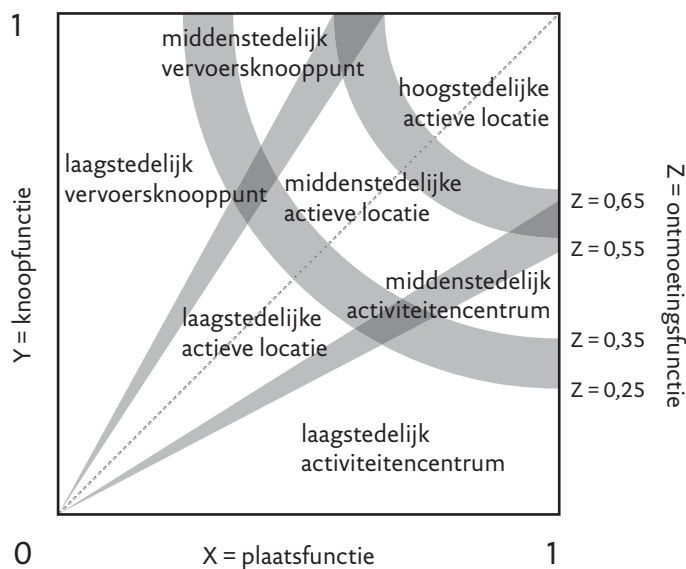 1
middenstedelijk
vervoersknooppunt
hoogstedelijke
actieve locatie
laagstedelijk
vervoersknooppunt
middenstedelijke
actieve locatie
Z = 0,65
Z = 0,55
middenstedelijk
activiteitencentrum
laagstedelijke
actieve locatie
Z = 0,35
Z = 0,25
laagstedelijk
activiteitencentrum
Y = knoopfunctie
Z = ontmoetingsfunctie
0
X = plaatsfunctie
1